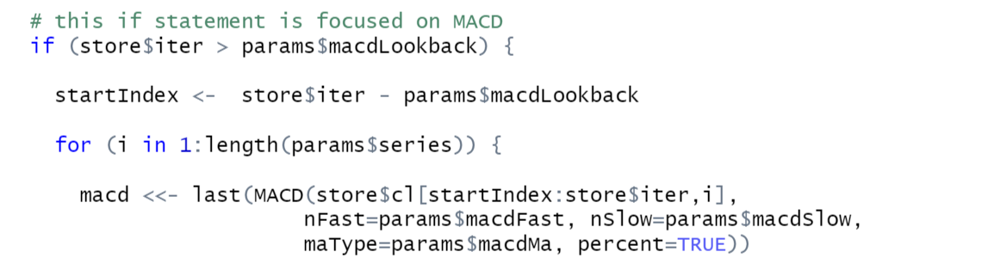 # this if statement is focused on MACD
if (store$iter > params$macdLookback) {
startIndex <-  store$iter - params$macdLookback
for (i in 1:length(params$series)) {
macd <<- last(MACD(store$cl[startIndex:store$iter,i],
nFast=params$macdFast, nSlow=params$macdSlow,
maType=params$macdMa, percent=TRUE))